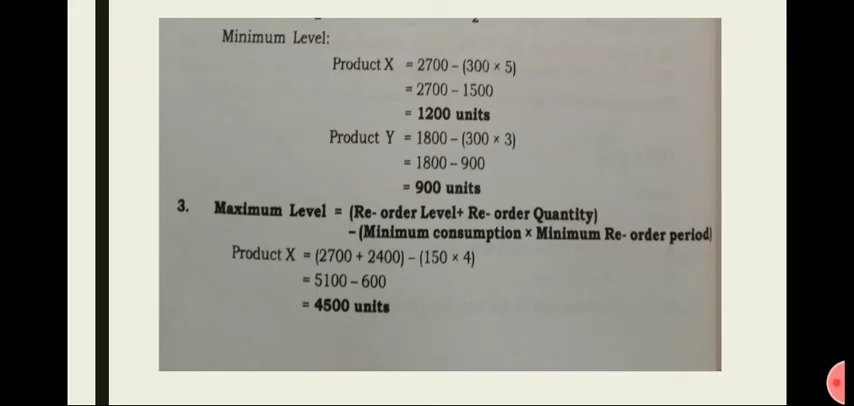 Minimum Level:
Product X = 2700 – (300 × 5)
= 2700 – 1500
= 1200 units
Product Y = 1800 – (300 × 3)
= 1800 – 900
= 900 units
3. Maximum Level = (Re- order Level+ Re- order Quantity)
– (Minimum consumption × Minimum Re- order period)
Product X = (2700 + 2400) – (150 × 4)
= 5100 – 600
= 4500 units